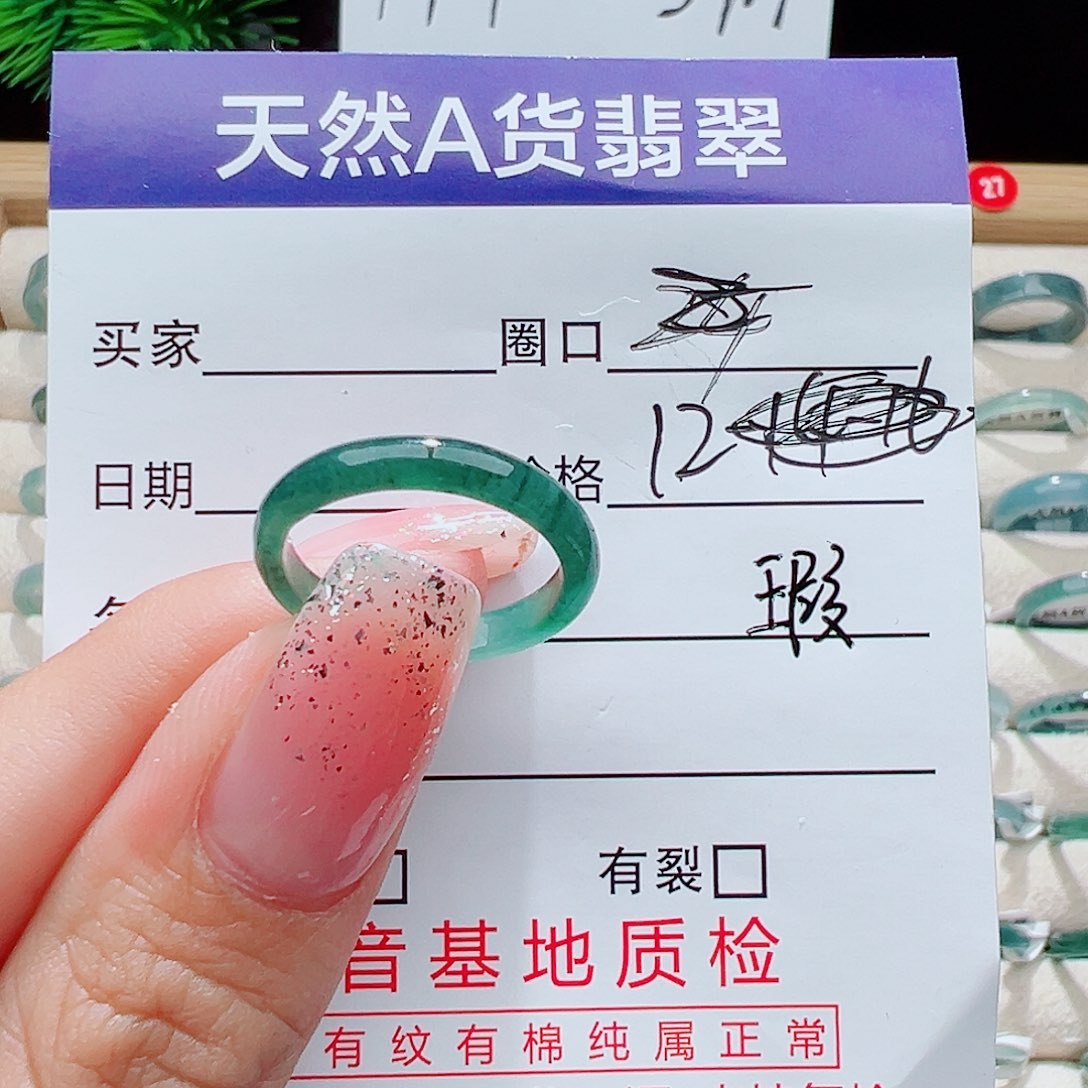 天然A货翡翠
27
买家 圈口
日期 格 12
瑕
有裂
音基地质检
有纹有棉纯属正常